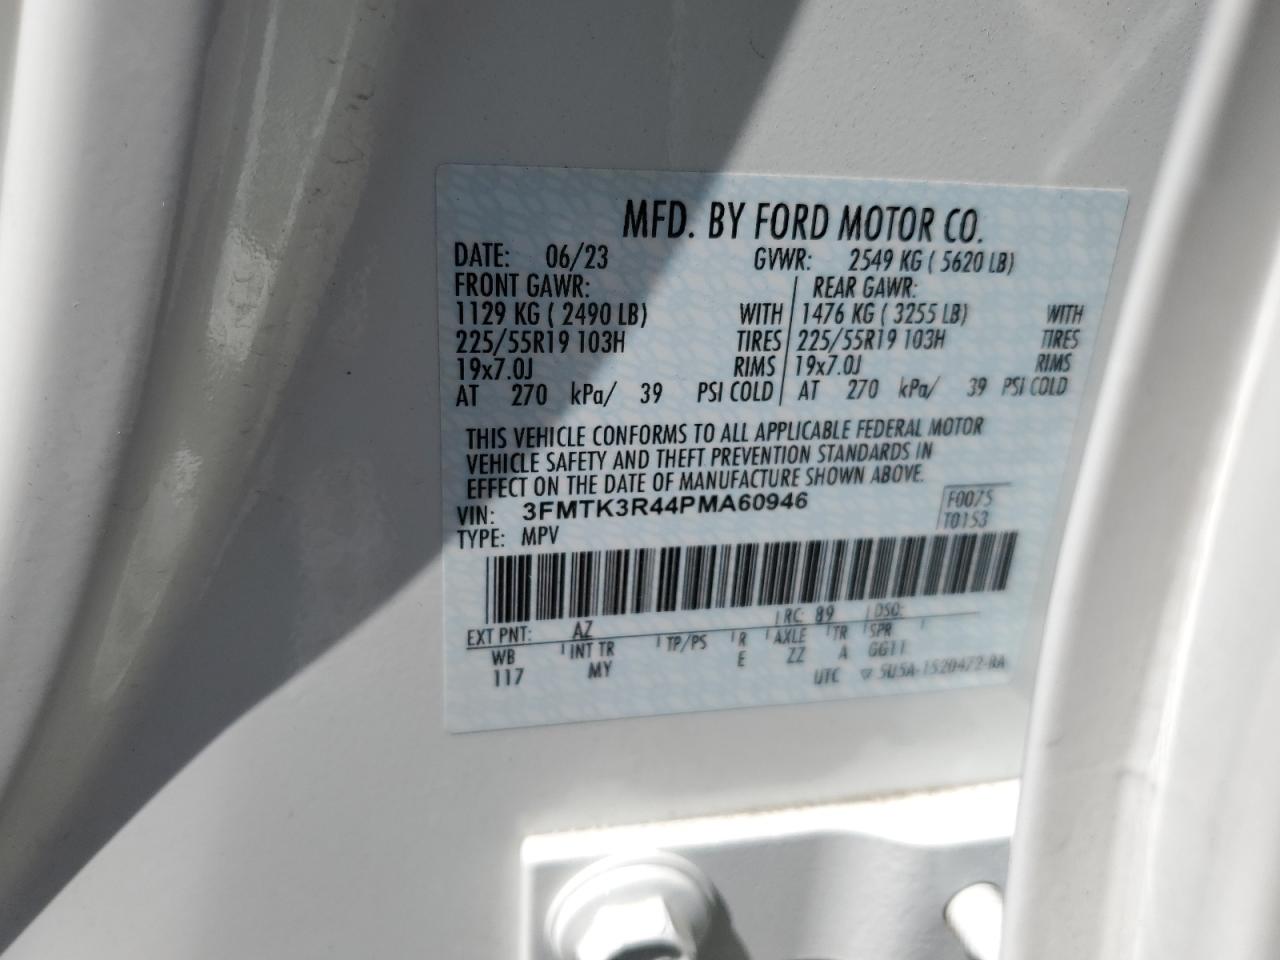 MFD. BY FORD MOTOR CO.
DATE: 06/23 GVWR: 2549 KG ( 5620 LB)
FRONT GAWR: REAR GAWR:
1129 KG ( 2490 LB) WITH 1476 KG ( 3255 LB) WITH
225/55R19 103H TIRES 225/55R19 103H TIRES
19x7.0J RIMS 19x7.0J RIMS
AT 270 kPa/ 39 PSI COLD AT 270 kPa/ 39 PSI COLD
THIS VEHICLE CONFORMS TO ALL APPLICABLE FEDERAL MOTOR
VEHICLE SAFETY AND THEFT PREVENTION STANDARDS IN
EFFECT ON THE DATE OF MANUFACTURE SHOWN ABOVE.
VIN: 3FMTK3R44PMA60946 F0075
TYPE: MPV T0153
EXT PNT: AZ RC: 89 DSO:
WB INT TR TP/PS R AXLE TR SPR
117 MY E ZZ A GG11
UTC ▽ 5U5A-1520472-BA